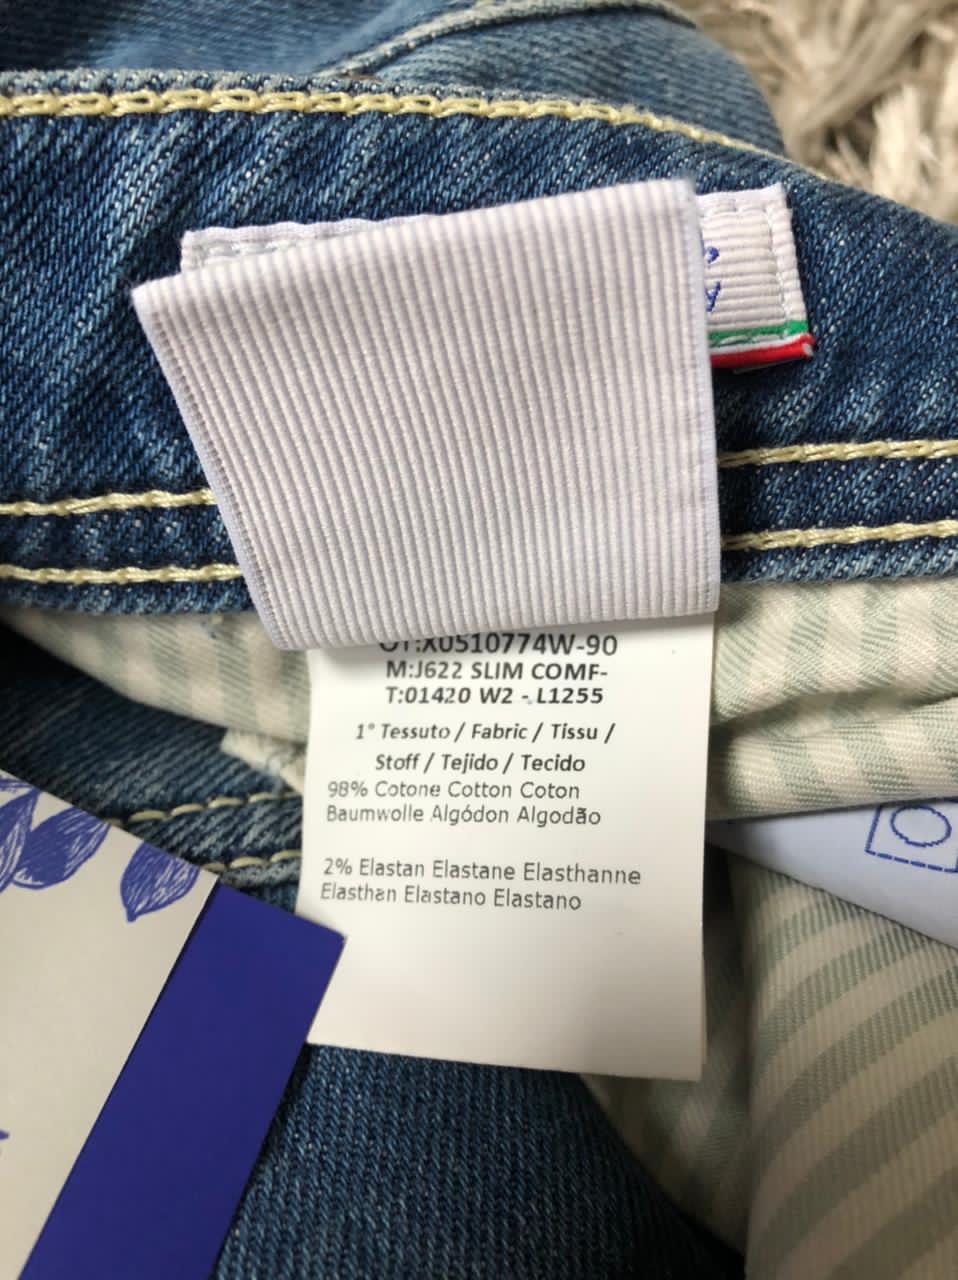 OT:X0510774W-90
M:J622 SLIM COMF-
T:01420 W2 - L1255
1° Tessuto / Fabric / Tissu /
Stoff / Tejido / Tecido
98% Cotone Cotton Coton
Baumwolle Algódon Algodão
2% Elastan Elastane Elasthanne
Elasthan Elastano Elastano